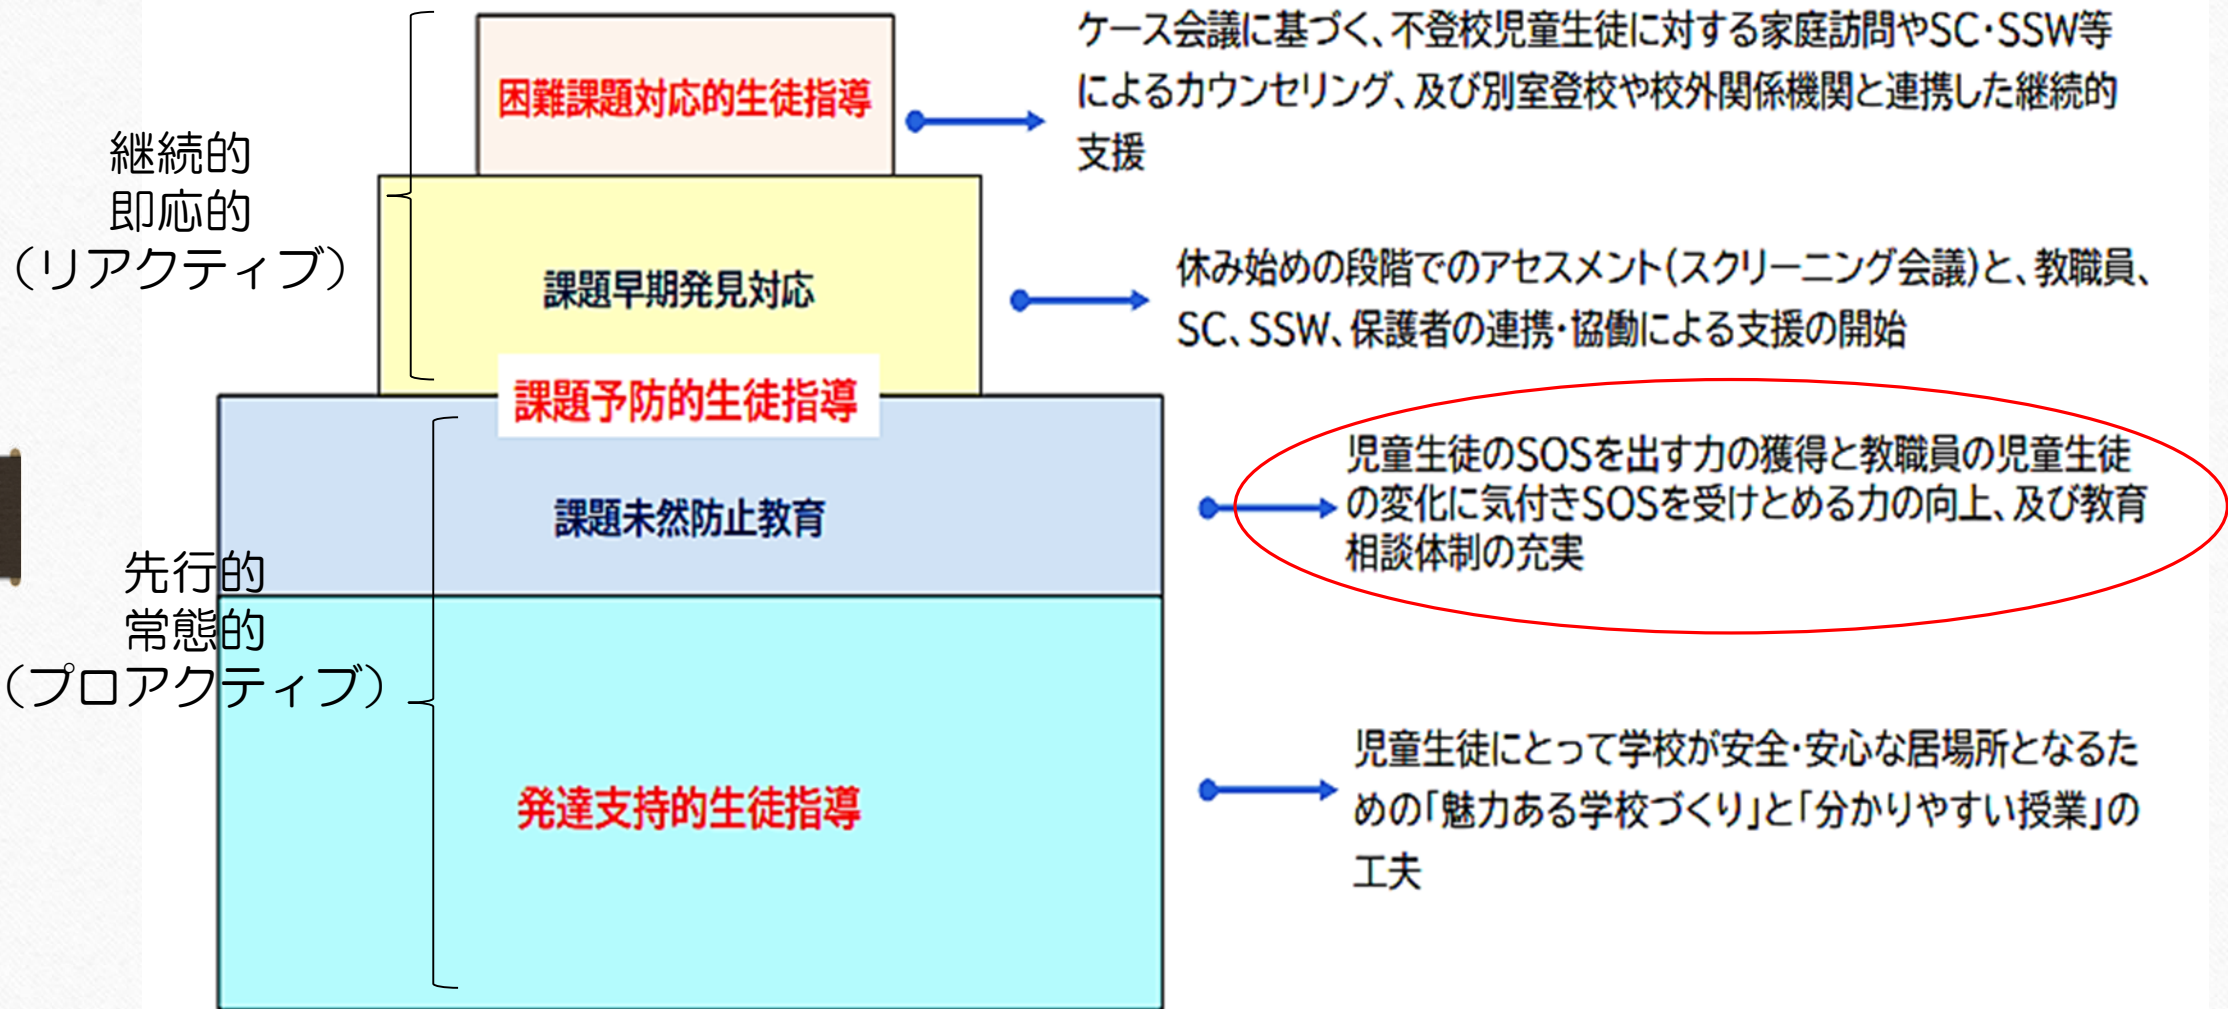 困難課題対応的生徒指導
ケース会議に基づく、不登校児童生徒に対する家庭訪問やSC・SSW等
によるカウンセリング、及び別室登校や校外関係機関と連携した継続的
支援
継続的
即応的
（リアクティブ）
課題早期発見対応
休み始めの段階でのアセスメント(スクリーニング会議)と、教職員、
SC、SSW、保護者の連携・協働による支援の開始
課題予防的生徒指導
課題未然防止教育
児童生徒のSOSを出す力の獲得と教職員の児童生徒
の変化に気付きSOSを受けとめる力の向上、及び教育
相談体制の充実
先行的
常態的
（プロアクティブ）
発達支持的生徒指導
児童生徒にとって学校が安全・安心な居場所となるた
めの「魅力ある学校づくり」と「分かりやすい授業」の
工夫